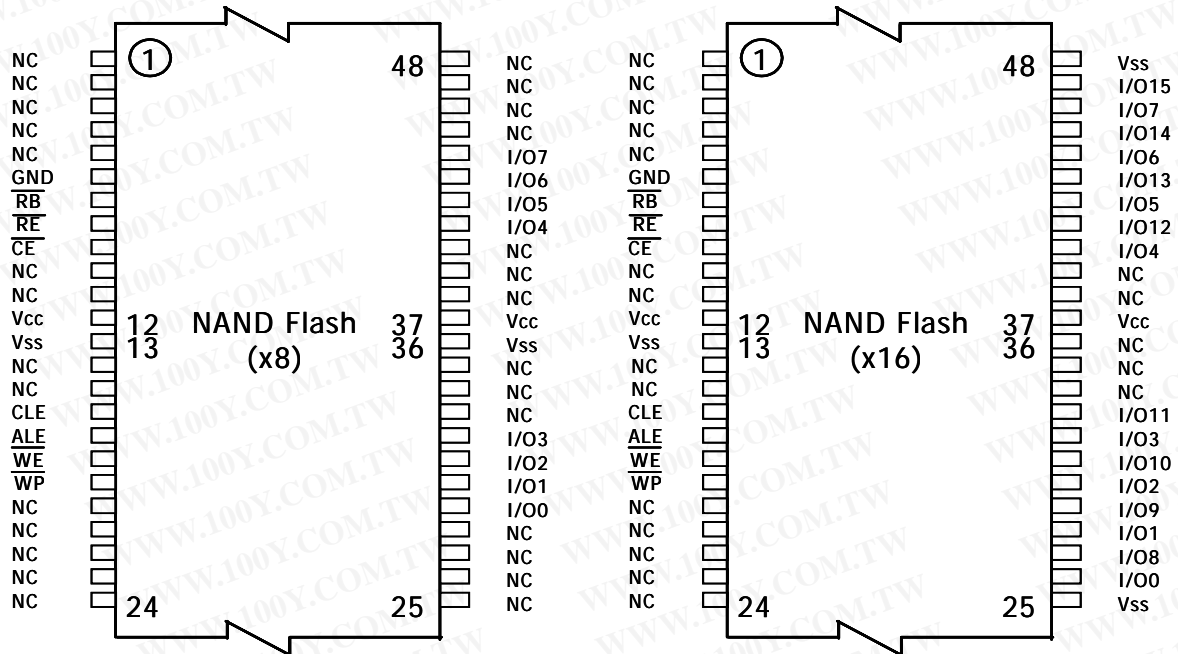 NC
NC
NC
NC
NC
GND
RB
RE
CE
NC
NC
Vcc
Vss
NC
NC
CLE
ALE
WE
WP
NC
NC
NC
NC
NC
1
48
12 NAND Flash 37
13 (x8) 36
24
25
NC
NC
NC
NC
I/O7
I/O6
I/O5
I/O4
NC
NC
NC
Vcc
Vss
NC
NC
NC
I/O3
I/O2
I/O1
I/O0
NC
NC
NC
NC
NC
NC
NC
NC
NC
GND
RB
RE
CE
NC
NC
Vcc
Vss
NC
NC
CLE
ALE
WE
WP
NC
NC
NC
NC
NC
1
48
12 NAND Flash 37
13 (x16) 36
24
25
Vss
I/O15
I/O7
I/O14
I/O6
I/O13
I/O5
I/O12
I/O4
NC
NC
Vcc
NC
NC
NC
I/O11
I/O3
I/O10
I/O2
I/O9
I/O1
I/O8
I/O0
Vss
WWW.100Y.COM.TW